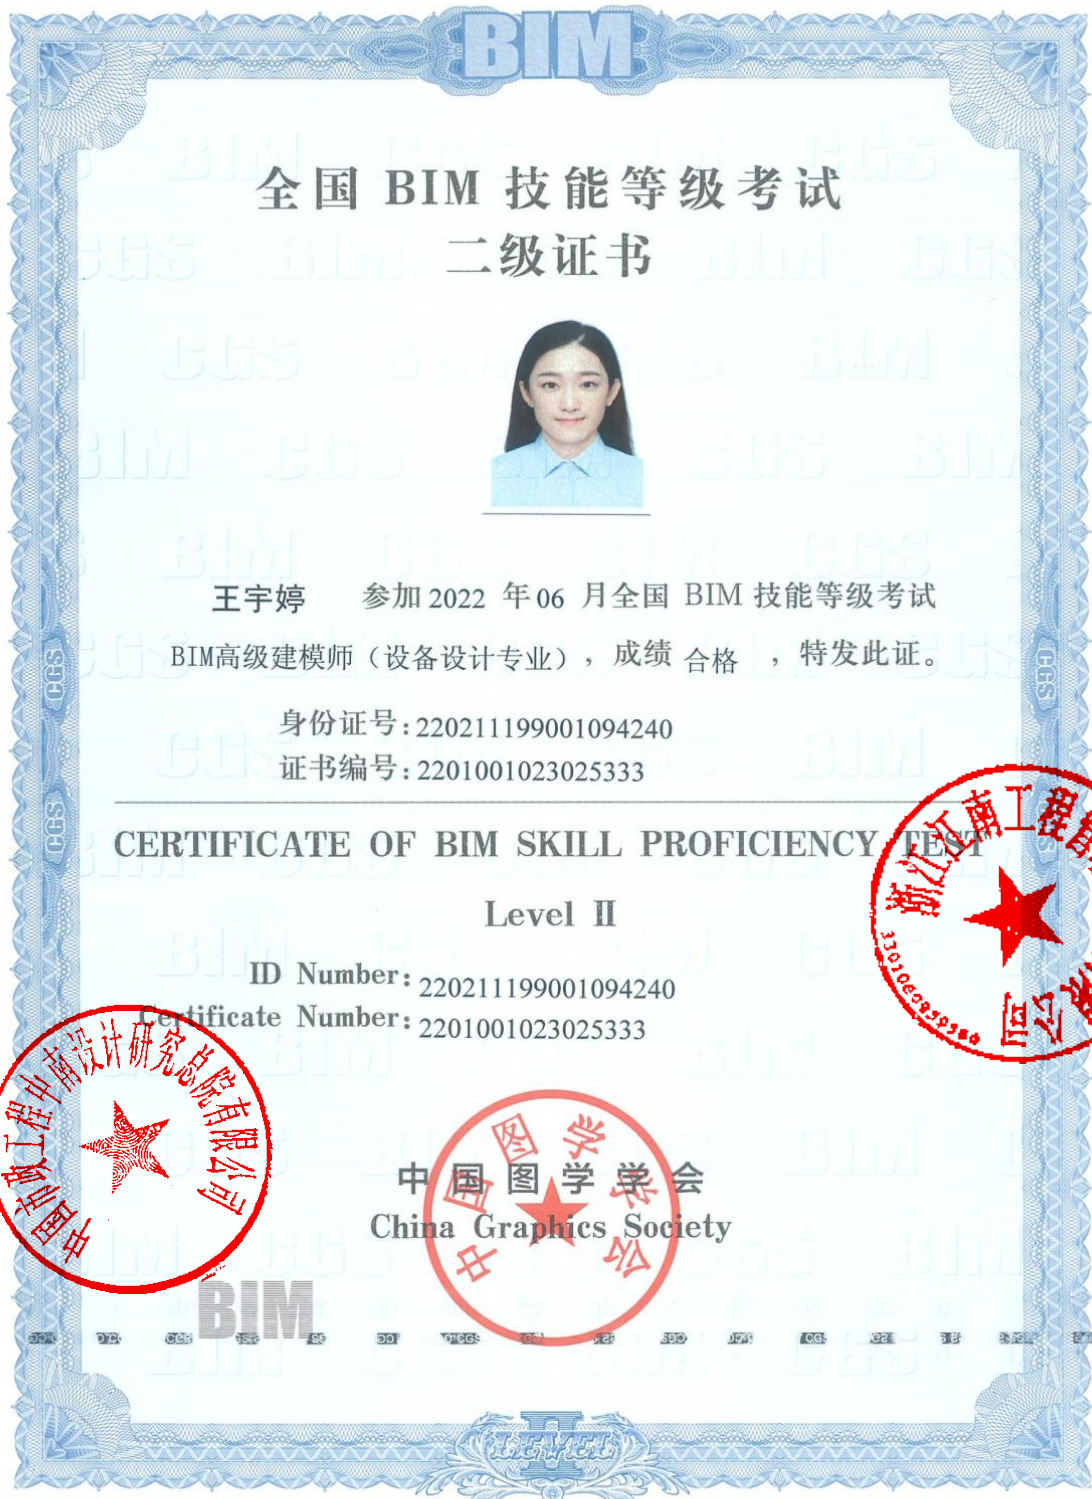 BIM
全国 BIM 技能等级考试
二级证书
王宇婷 参加 2022 年 06 月全国 BIM 技能等级考试
BIM高级建模师（设备设计专业），成绩 合格 ，特发此证。
身份证号:220211199001094240
证书编号:2201001023025333
CERTIFICATE OF BIM SKILL PROFICIENCY TEST
Level Ⅱ
ID Number: 220211199001094240
Certificate Number: 2201001023025333
浙江江南工程
公司
中国市政工程中南设计研究总院有限公司
中国图学学会
中国图学学会
China Graphics Society
BIM
CGS
CGS
CGS
CGS
Ⅱ
LEVEL